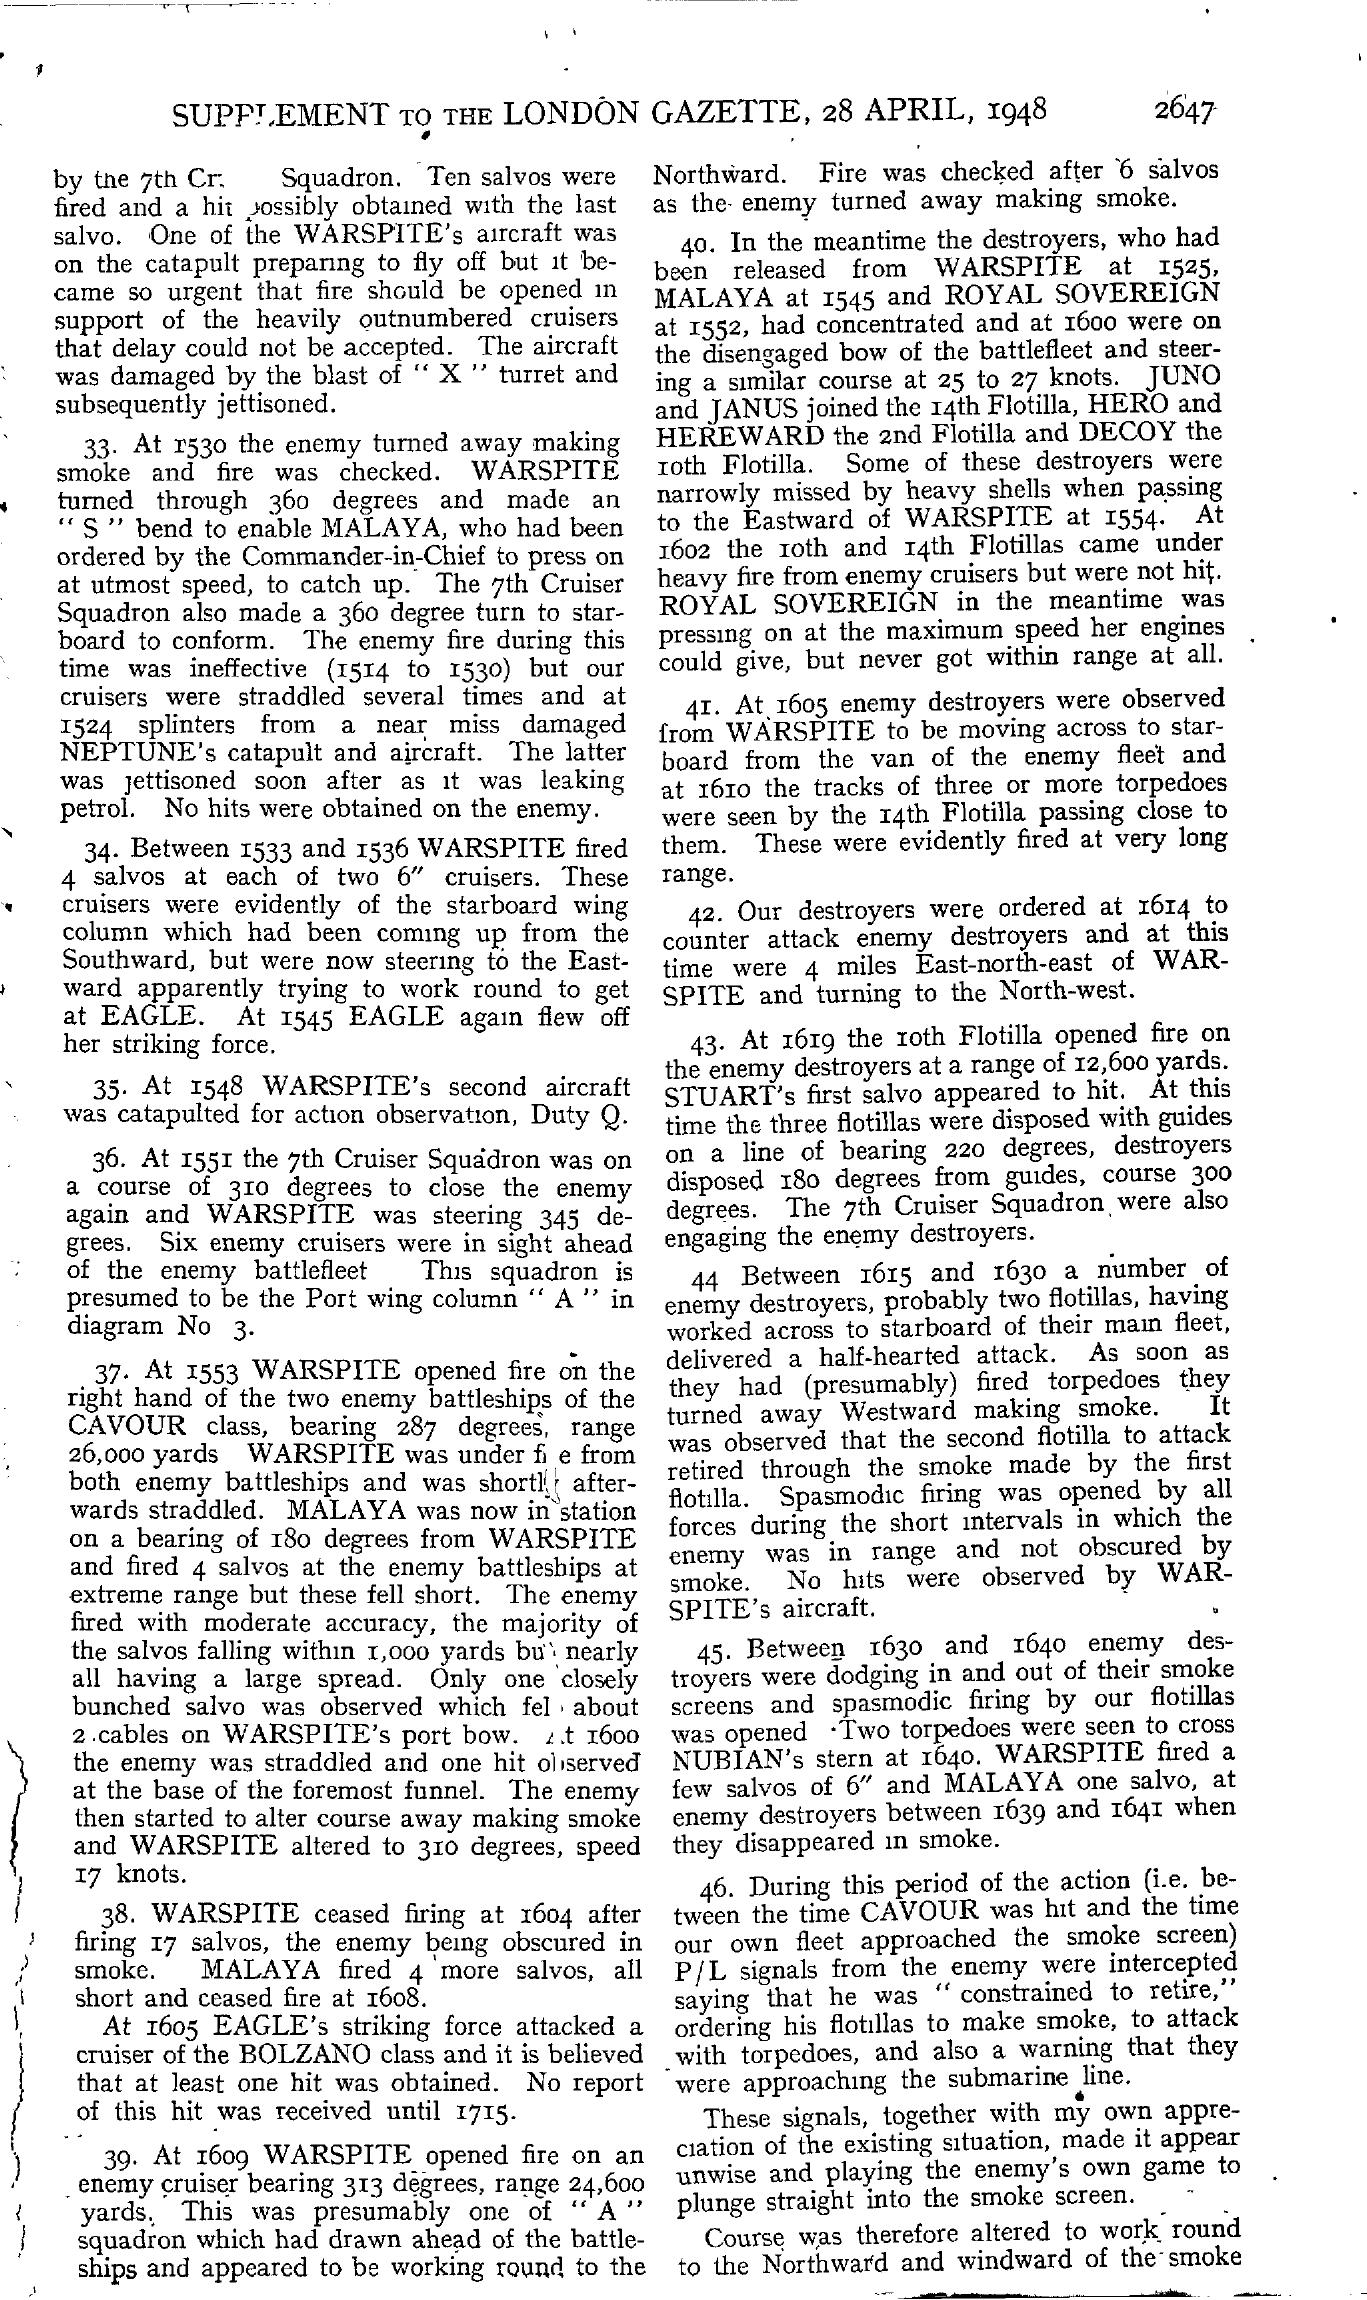 SUPPLEMENT TO THE LONDON GAZETTE, 28 APRIL, 1948 2647
by the 7th Cr. Squadron. Ten salvos were
fired and a hit possibly obtained with the last
salvo. One of the WARSPITE's aircraft was
on the catapult preparing to fly off but it be-
came so urgent that fire should be opened in
support of the heavily outnumbered cruisers
that delay could not be accepted. The aircraft
was damaged by the blast of " X " turret and
subsequently jettisoned.
33. At 1530 the enemy turned away making
smoke and fire was checked. WARSPITE
turned through 360 degrees and made an
" S " bend to enable MALAYA, who had been
ordered by the Commander-in-Chief to press on
at utmost speed, to catch up. The 7th Cruiser
Squadron also made a 360 degree turn to star-
board to conform. The enemy fire during this
time was ineffective (1514 to 1530) but our
cruisers were straddled several times and at
1524 splinters from a near miss damaged
NEPTUNE's catapult and aircraft. The latter
was jettisoned soon after as it was leaking
petrol. No hits were obtained on the enemy.
34. Between 1533 and 1536 WARSPITE fired
4 salvos at each of two 6" cruisers. These
cruisers were evidently of the starboard wing
column which had been coming up from the
Southward, but were now steering to the East-
ward apparently trying to work round to get
at EAGLE. At 1545 EAGLE again flew off
her striking force.
35. At 1548 WARSPITE's second aircraft
was catapulted for action observation, Duty Q.
36. At 1551 the 7th Cruiser Squadron was on
a course of 310 degrees to close the enemy
again and WARSPITE was steering 345 de-
grees. Six enemy cruisers were in sight ahead
of the enemy battlefleet This squadron is
presumed to be the Port wing column " A " in
diagram No 3.
37. At 1553 WARSPITE opened fire on the
right hand of the two enemy battleships of the
CAVOUR class, bearing 287 degrees, range
26,000 yards WARSPITE was under fi e from
both enemy battleships and was shortly after-
wards straddled. MALAYA was now in station
on a bearing of 180 degrees from WARSPITE
and fired 4 salvos at the enemy battleships at
extreme range but these fell short. The enemy
fired with moderate accuracy, the majority of
the salvos falling within 1,000 yards but nearly
all having a large spread. Only one closely
bunched salvo was observed which fel about
2 cables on WARSPITE's port bow. At 1600
the enemy was straddled and one hit observed
at the base of the foremost funnel. The enemy
then started to alter course away making smoke
and WARSPITE altered to 310 degrees, speed
17 knots.
38. WARSPITE ceased firing at 1604 after
firing 17 salvos, the enemy being obscured in
smoke. MALAYA fired 4 more salvos, all
short and ceased fire at 1608.
At 1605 EAGLE's striking force attacked a
cruiser of the BOLZANO class and it is believed
that at least one hit was obtained. No report
of this hit was received until 1715.
39. At 1609 WARSPITE opened fire on an
enemy cruiser bearing 313 degrees, range 24,600
yards. This was presumably one of " A "
squadron which had drawn ahead of the battle-
ships and appeared to be working round to the
Northward. Fire was checked after 6 salvos
as the enemy turned away making smoke.
40. In the meantime the destroyers, who had
been released from WARSPITE at 1525,
MALAYA at 1545 and ROYAL SOVEREIGN
at 1552, had concentrated and at 1600 were on
the disengaged bow of the battlefleet and steer-
ing a similar course at 25 to 27 knots. JUNO
and JANUS joined the 14th Flotilla, HERO and
HEREWARD the 2nd Flotilla and DECOY the
10th Flotilla. Some of these destroyers were
narrowly missed by heavy shells when passing
to the Eastward of WARSPITE at 1554. At
1602 the 10th and 14th Flotillas came under
heavy fire from enemy cruisers but were not hit.
ROYAL SOVEREIGN in the meantime was
pressing on at the maximum speed her engines
could give, but never got within range at all.
41. At 1605 enemy destroyers were observed
from WARSPITE to be moving across to star-
board from the van of the enemy fleet and
at 1610 the tracks of three or more torpedoes
were seen by the 14th Flotilla passing close to
them. These were evidently fired at very long
range.
42. Our destroyers were ordered at 1614 to
counter attack enemy destroyers and at this
time were 4 miles East-north-east of WAR-
SPITE and turning to the North-west.
43. At 1619 the 10th Flotilla opened fire on
the enemy destroyers at a range of 12,600 yards.
STUART's first salvo appeared to hit. At this
time the three flotillas were disposed with guides
on a line of bearing 220 degrees, destroyers
disposed 180 degrees from guides, course 300
degrees. The 7th Cruiser Squadron were also
engaging the enemy destroyers.
44 Between 1615 and 1630 a number of
enemy destroyers, probably two flotillas, having
worked across to starboard of their main fleet,
delivered a half-hearted attack. As soon as
they had (presumably) fired torpedoes they
turned away Westward making smoke. It
was observed that the second flotilla to attack
retired through the smoke made by the first
flotilla. Spasmodic firing was opened by all
forces during the short intervals in which the
enemy was in range and not obscured by
smoke. No hits were observed by WAR-
SPITE's aircraft.
45. Between 1630 and 1640 enemy des-
troyers were dodging in and out of their smoke
screens and spasmodic firing by our flotillas
was opened Two torpedoes were seen to cross
NUBIAN's stern at 1640. WARSPITE fired a
few salvos of 6" and MALAYA one salvo, at
enemy destroyers between 1639 and 1641 when
they disappeared in smoke.
46. During this period of the action (i.e. be-
tween the time CAVOUR was hit and the time
our own fleet approached the smoke screen)
P/L signals from the enemy were intercepted
saying that he was " constrained to retire,"
ordering his flotillas to make smoke, to attack
with torpedoes, and also a warning that they
were approaching the submarine line.
These signals, together with my own appre-
ciation of the existing situation, made it appear
unwise and playing the enemy's own game to
plunge straight into the smoke screen.
Course was therefore altered to work round
to the Northward and windward of the smoke